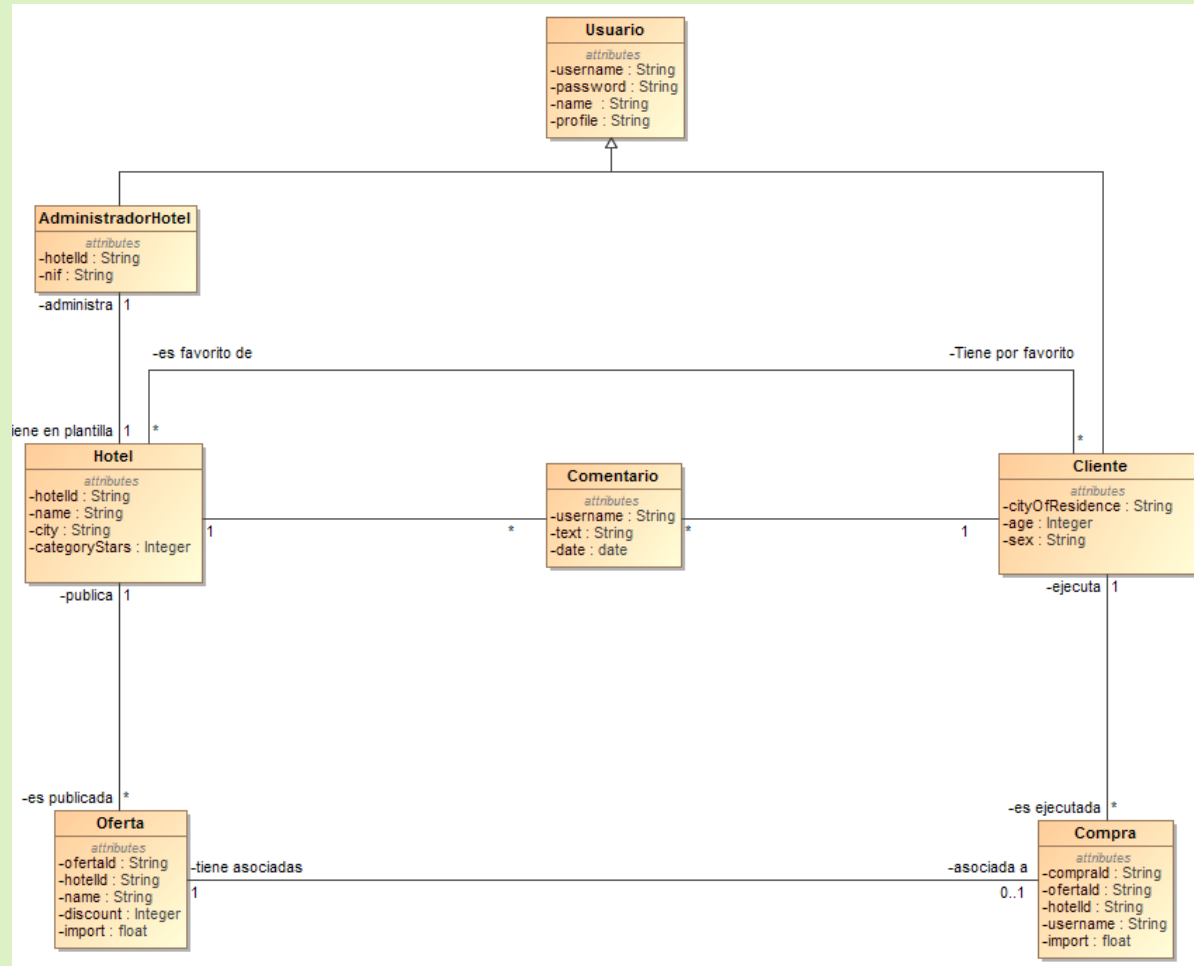 Usuario
attributes
-username : String
-password : String
-name : String
-profile : String
AdministradorHotel
attributes
-hotelId : String
-nif : String
-administra 1
-es favorito de
-Tiene por favorito
iene en plantilla 1
*
*
Hotel
attributes
-hotelId : String
-name : String
-city : String
-categoryStars : Integer
Comentario
attributes
-username : String
-text : String
-date : date
Cliente
attributes
-cityOfResidence : String
-age : Integer
-sex : String
1
*
*
1
-publica 1
-ejecuta 1
-es publicada *
-es ejecutada *
Oferta
attributes
-ofertaId : String
-hotelId : String
-name : String
-discount : Integer
-import : float
-tiene asociadas
1
-asociada a
0..1
Compra
attributes
-compraId : String
-ofertaId : String
-hotelId : String
-username : String
-import : float